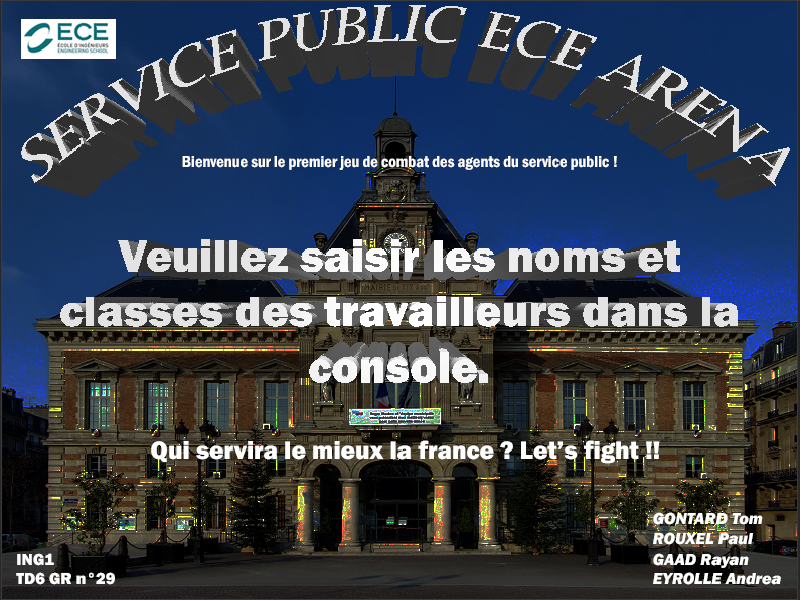 ECE
ÉCOLE D'INGÉNIEURS
ENGINEERING SCHOOL
SERVICE PUBLIC ECE ARENA
Bienvenue sur le premier jeu de combat des agents du service public !
Veuillez saisir les noms et
classes des travailleurs dans la
console.
Qui servira le mieux la france ? Let's fight !!
GONTARD Tom
ROUXEL Paul
GAAD Rayan
EYROLLE Andrea
ING1
TD6 GR n°29